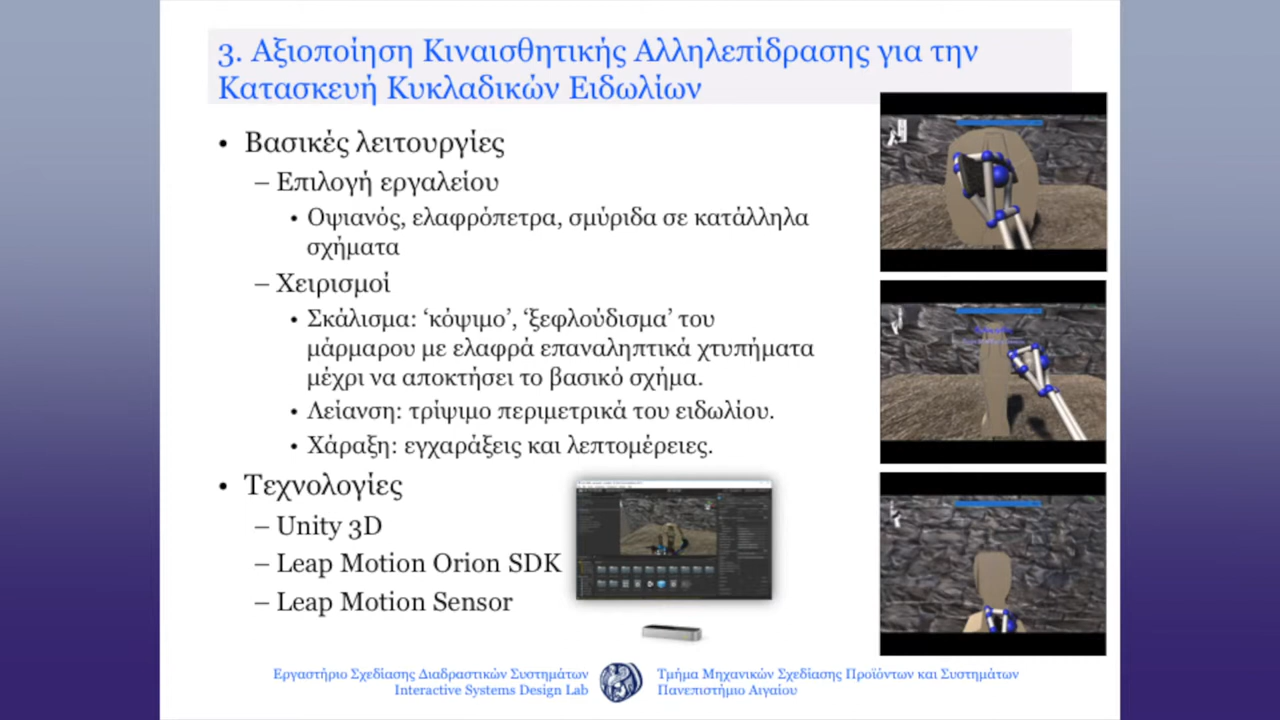 3. Αξιοποίηση Κιναισθητικής Αλληλεπίδρασης για την
Κατασκευή Κυκλαδικών Ειδωλίων
• Βασικές λειτουργίες
– Επιλογή εργαλείου
• Οψιανός, ελαφρόπετρα, σμύριδα σε κατάλληλα
σχήματα
– Χειρισμοί
• Σκάλισμα: ‘κόψιμο’, ‘ξεφλούδισμα’ του
μάρμαρου με ελαφρά επαναληπτικά χτυπήματα
μέχρι να αποκτήσει το βασικό σχήμα.
• Λείανση: τρίψιμο περιμετρικά του ειδωλίου.
• Χάραξη: εγχαράξεις και λεπτομέρειες.
• Τεχνολογίες
– Unity 3D
– Leap Motion Orion SDK
– Leap Motion Sensor
Εργαστήριο Σχεδίασης Διαδραστικών Συστημάτων
Interactive Systems Design Lab
Τμήμα Μηχανικών Σχεδίασης Προϊόντων και Συστημάτων
Πανεπιστήμιο Αιγαίου